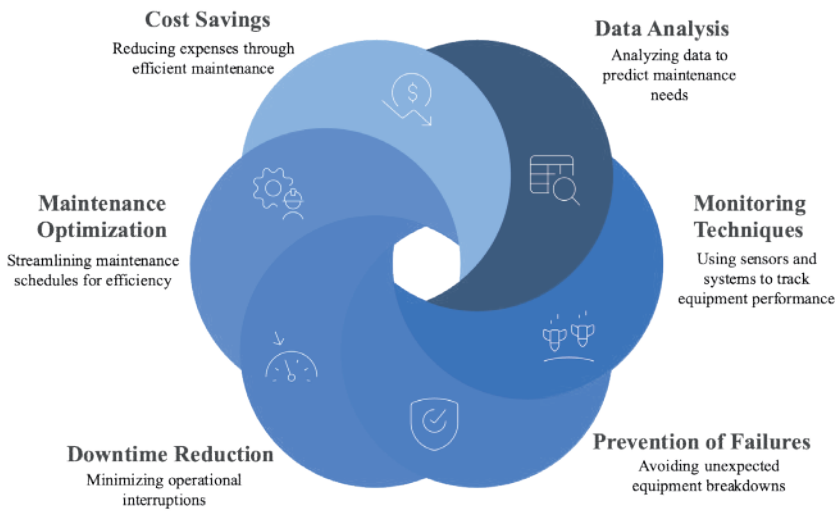 Cost Savings
Reducing expenses through
efficient maintenance
Data Analysis
Analyzing data to
predict maintenance
needs
Maintenance
Optimization
Streamlining maintenance
schedules for efficiency
Monitoring
Techniques
Using sensors and
systems to track
equipment performance
Downtime Reduction
Minimizing operational
interruptions
Prevention of Failures
Avoiding unexpected
equipment breakdowns
$